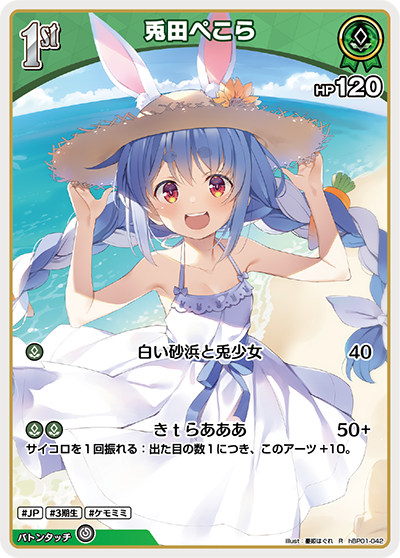 1st
兎田ぺこら
HP120
白い砂浜と兎少女 40
きｔらあああ 50+
サイコロを１回振れる：出た目の数１につき、このアーツ+10。
#JP #3期生 #ケモミミ
バトンタッチ
illust：憂姫はぐれ R hBP01-042